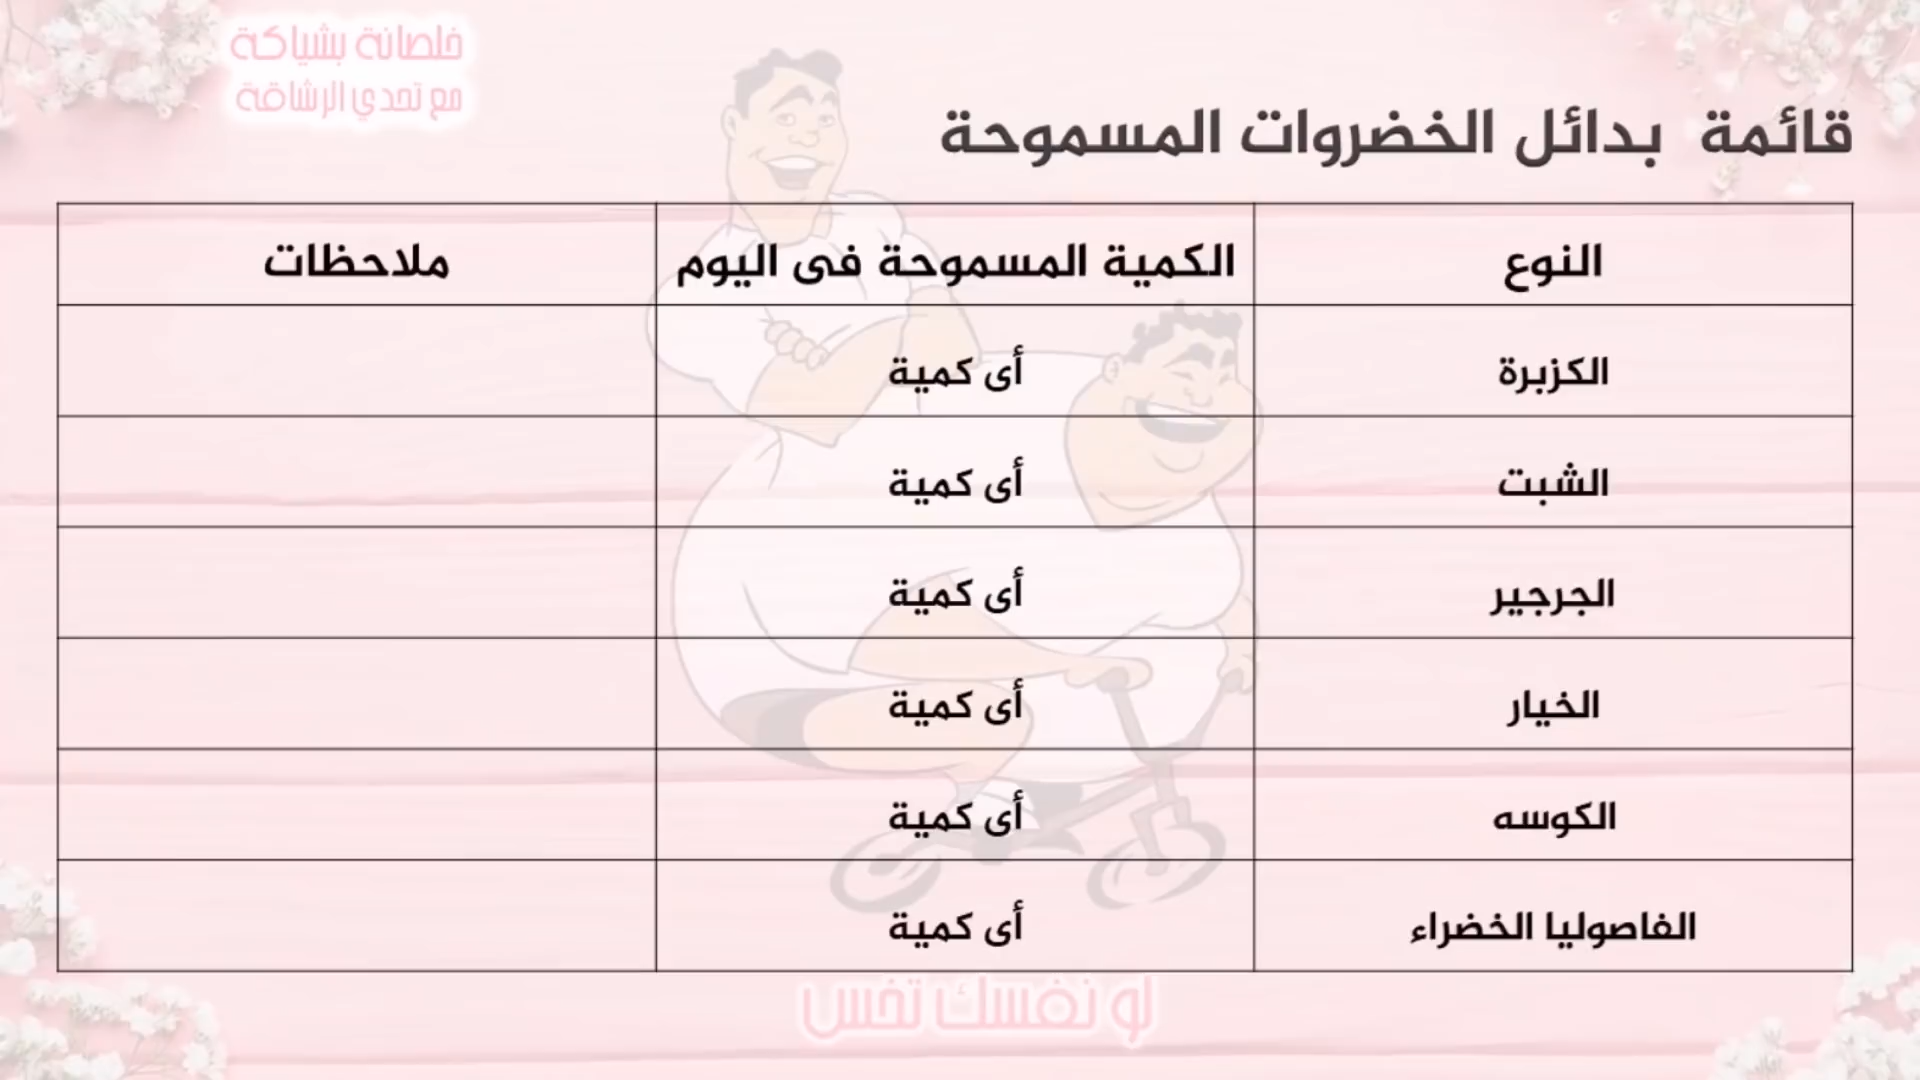 خلصانة بشياكة
مع تحدي الرشاقة
قائمة بدائل الخضروات المسموحة
النوع الكمية المسموحة فى اليوم ملاحظات
الكزبرة أى كمية
الشبت أى كمية
الجرجير أى كمية
الخيار أى كمية
الكوسه أى كمية
الفاصوليا الخضراء أى كمية
لو نفسك تخس